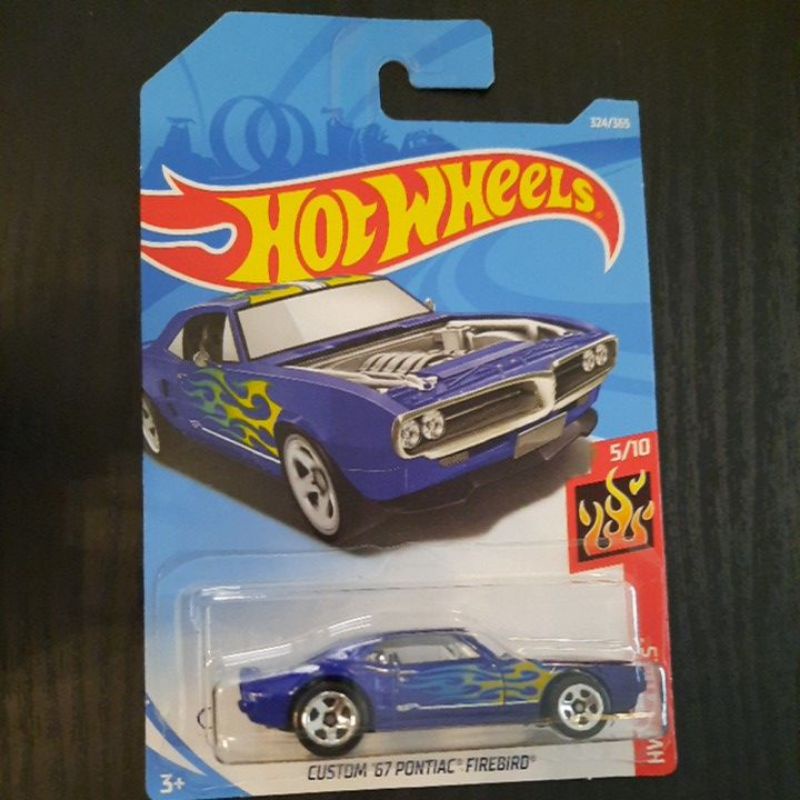 324/365
HOT WHEELS
5/10
CUSTOM '67 PONTIAC® FIREBIRD®
3+